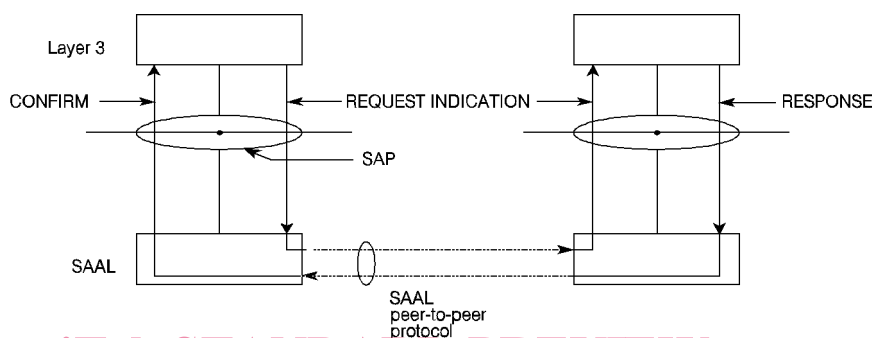 Layer 3
CONFIRM
REQUEST INDICATION
RESPONSE
SAP
SAAL
SAAL
peer-to-peer
protocol